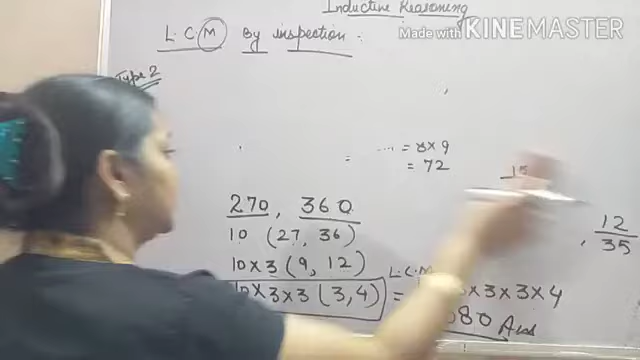 Inductive Reasoning
Made with KINEMASTER
L.C.M By inspection :
Type 2
= 8 x 9
= 72
270, 360
12
35
10 (27, 36)
10 x 3 (9, 12)
L.C.M
10 x 3 x 3 (3, 4) = x 3 x 3 x 4
080 Ans